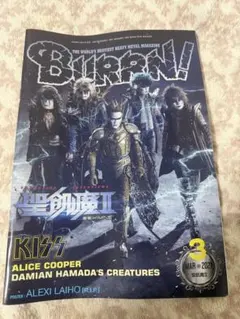 THE WORLD'S HEAVIEST HEAVY METAL MAGAZINE
BURRN!
聖飢魔II
KISS
ALICE COOPER
DAMIAN HAMADA'S CREATURES
ALEXI LAIHO
3
MAR